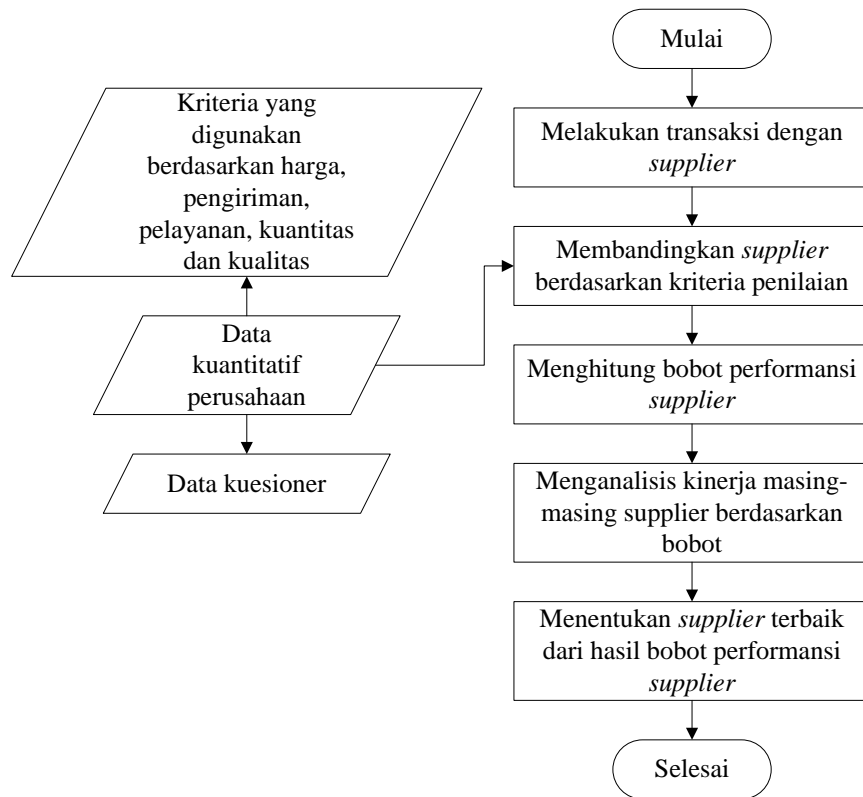 Mulai
Melakukan transaksi dengan
supplier
Kriteria yang
digunakan
berdasarkan harga,
pengiriman,
pelayanan, kuantitas
dan kualitas
Membandingkan supplier
berdasarkan kriteria penilaian
Data
kuantitatif
perusahaan
Menghitung bobot performansi
supplier
Data kuesioner
Menganalisis kinerja masing-
masing supplier berdasarkan
bobot
Menentukan supplier terbaik
dari hasil bobot performansi
supplier
Selesai